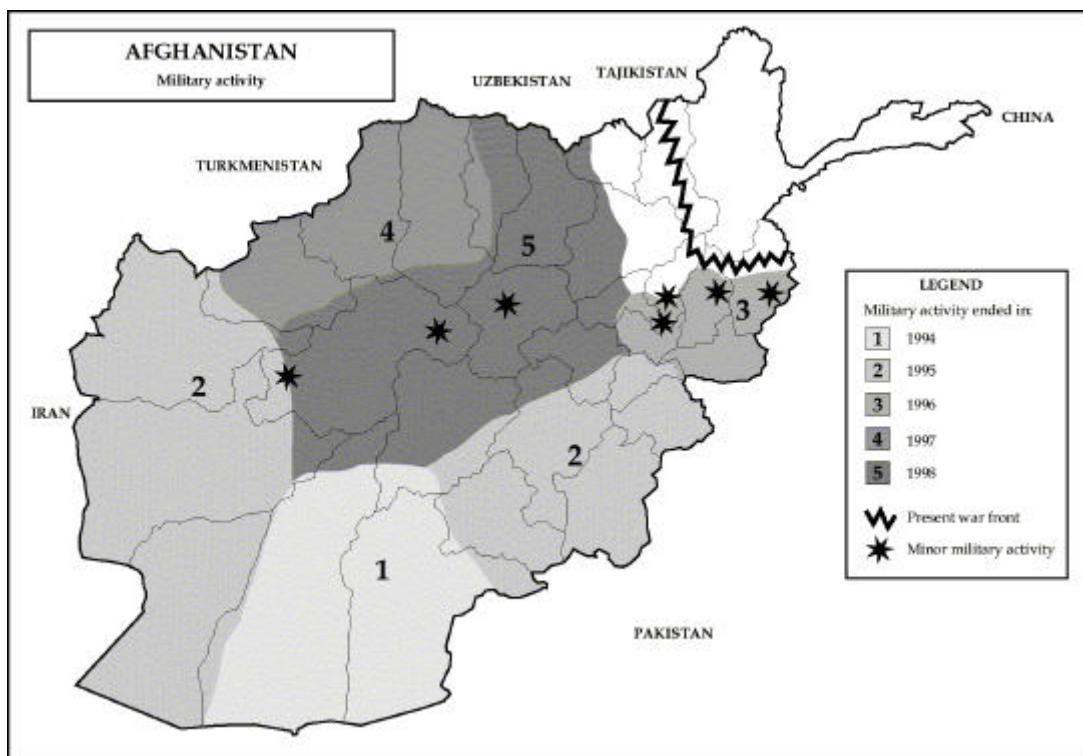 AFGHANISTAN
Military activity
UZBEKISTAN
TAJIKISTAN
CHINA
TURKMENISTAN
4
5
3
2
IRAN
2
1
PAKISTAN
LEGEND
Military activity ended in:
1 1994
2 1995
3 1996
4 1997
5 1998
Present war front
Minor military activity